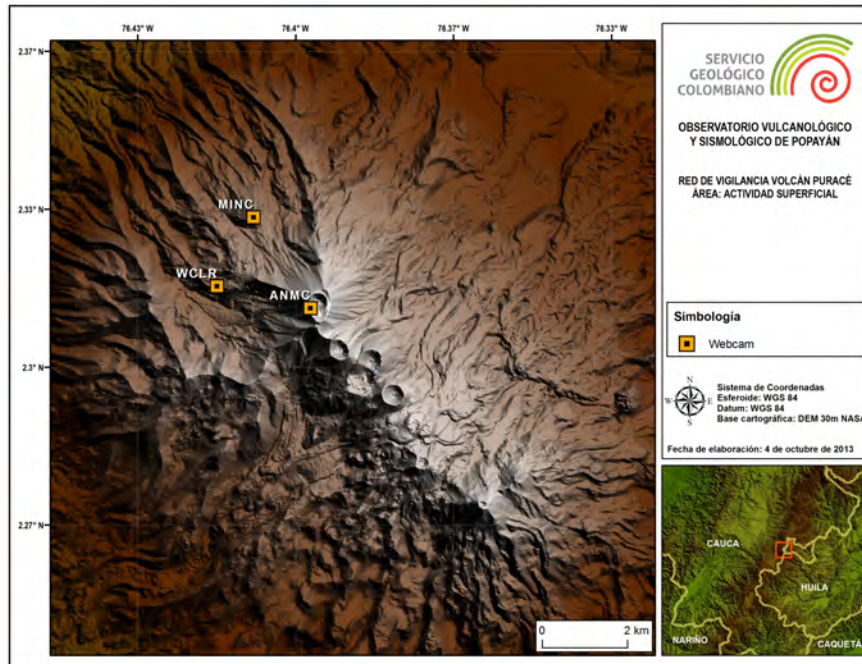 76.43° W
76.4° W
76.37° W
76.33° W
2.37° N
2.33° N
2.3° N
2.27° N
MINC
WCLR
ANMC
0
2 km
SERVICIO
GEOLÓGICO
COLOMBIANO
OBSERVATORIO VULCANOLÓGICO
Y SISMOLÓGICO DE POPAYÁN
RED DE VIGILANCIA VOLCÁN PURACÉ
ÁREA: ACTIVIDAD SUPERFICIAL
Simbología
Webcam
N
W
E
S
Sistema de Coordenadas
Esferoide: WGS 84
Datum: WGS 84
Base cartográfica: DEM 30m NASA
Fecha de elaboración: 4 de octubre de 2013
CAUCA
HUILA
NARIÑO
CAQUETÁ